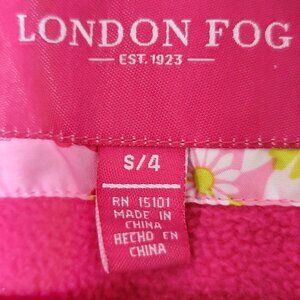 LONDON FOG
EST. 1923
S/4
RN 15101
MADE IN
CHINA
HECHO EN
CHINA